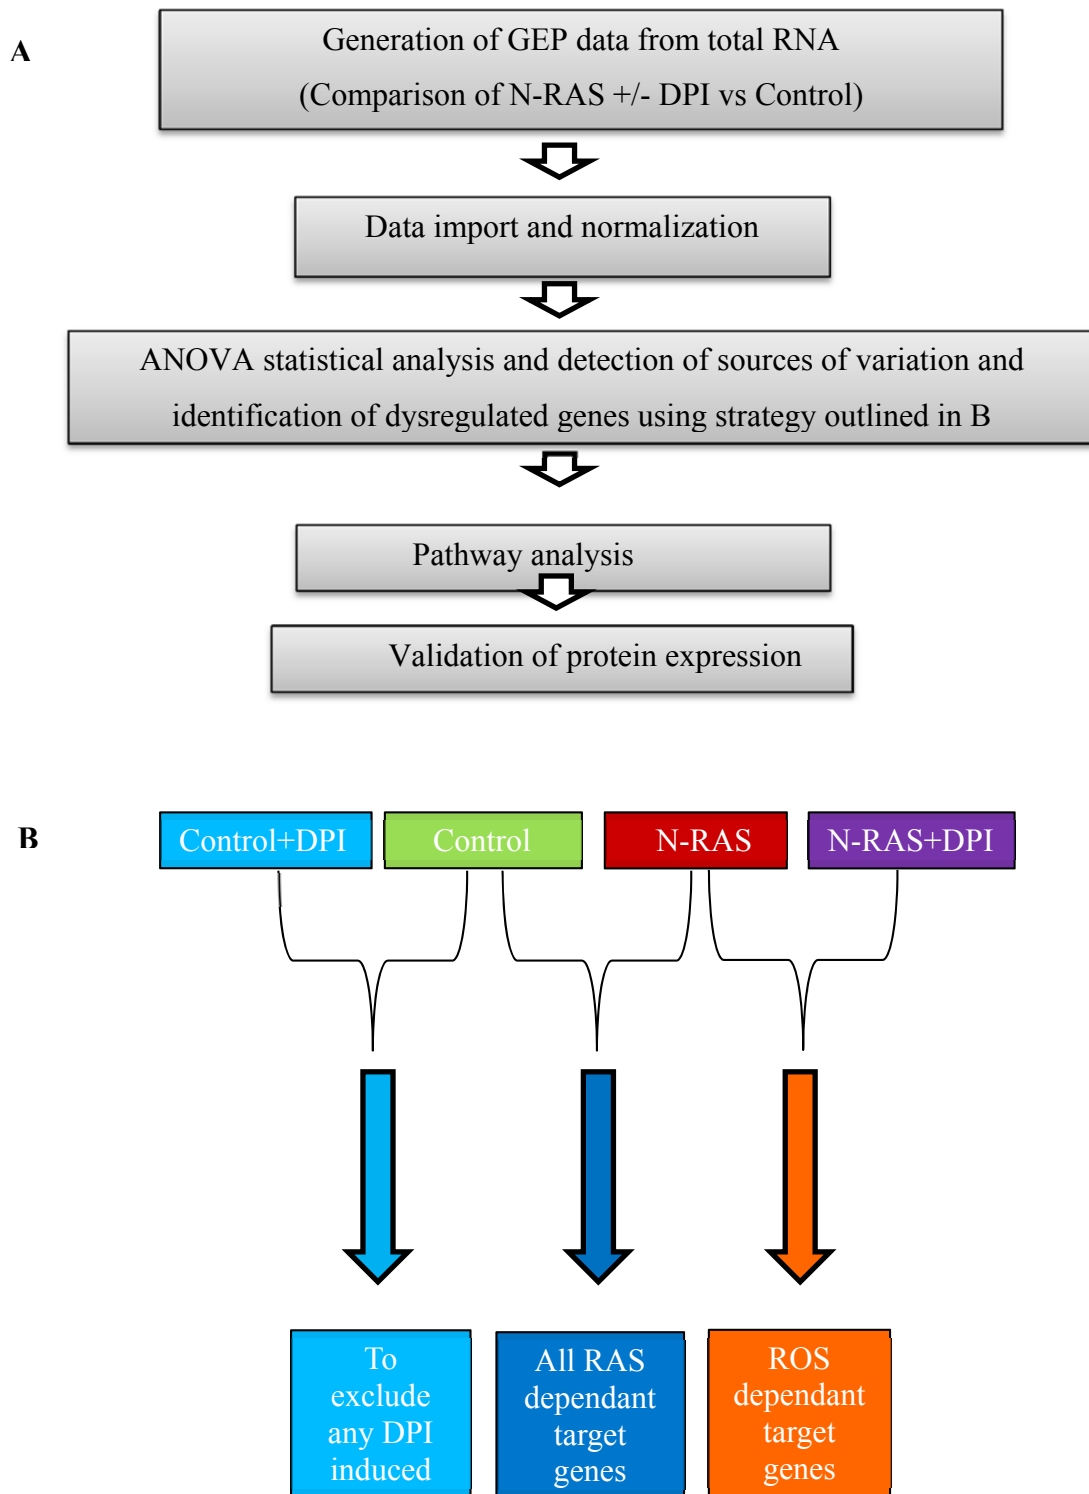 A
Generation of GEP data from total RNA
(Comparison of N-RAS +/- DPI vs Control)
Data import and normalization
ANOVA statistical analysis and detection of sources of variation and
identification of dysregulated genes using strategy outlined in B
Pathway analysis
Validation of protein expression
B
Control+DPI
Control
N-RAS
N-RAS+DPI
To
exclude
any DPI
induced
All RAS
dependant
target
genes
ROS
dependant
target
genes